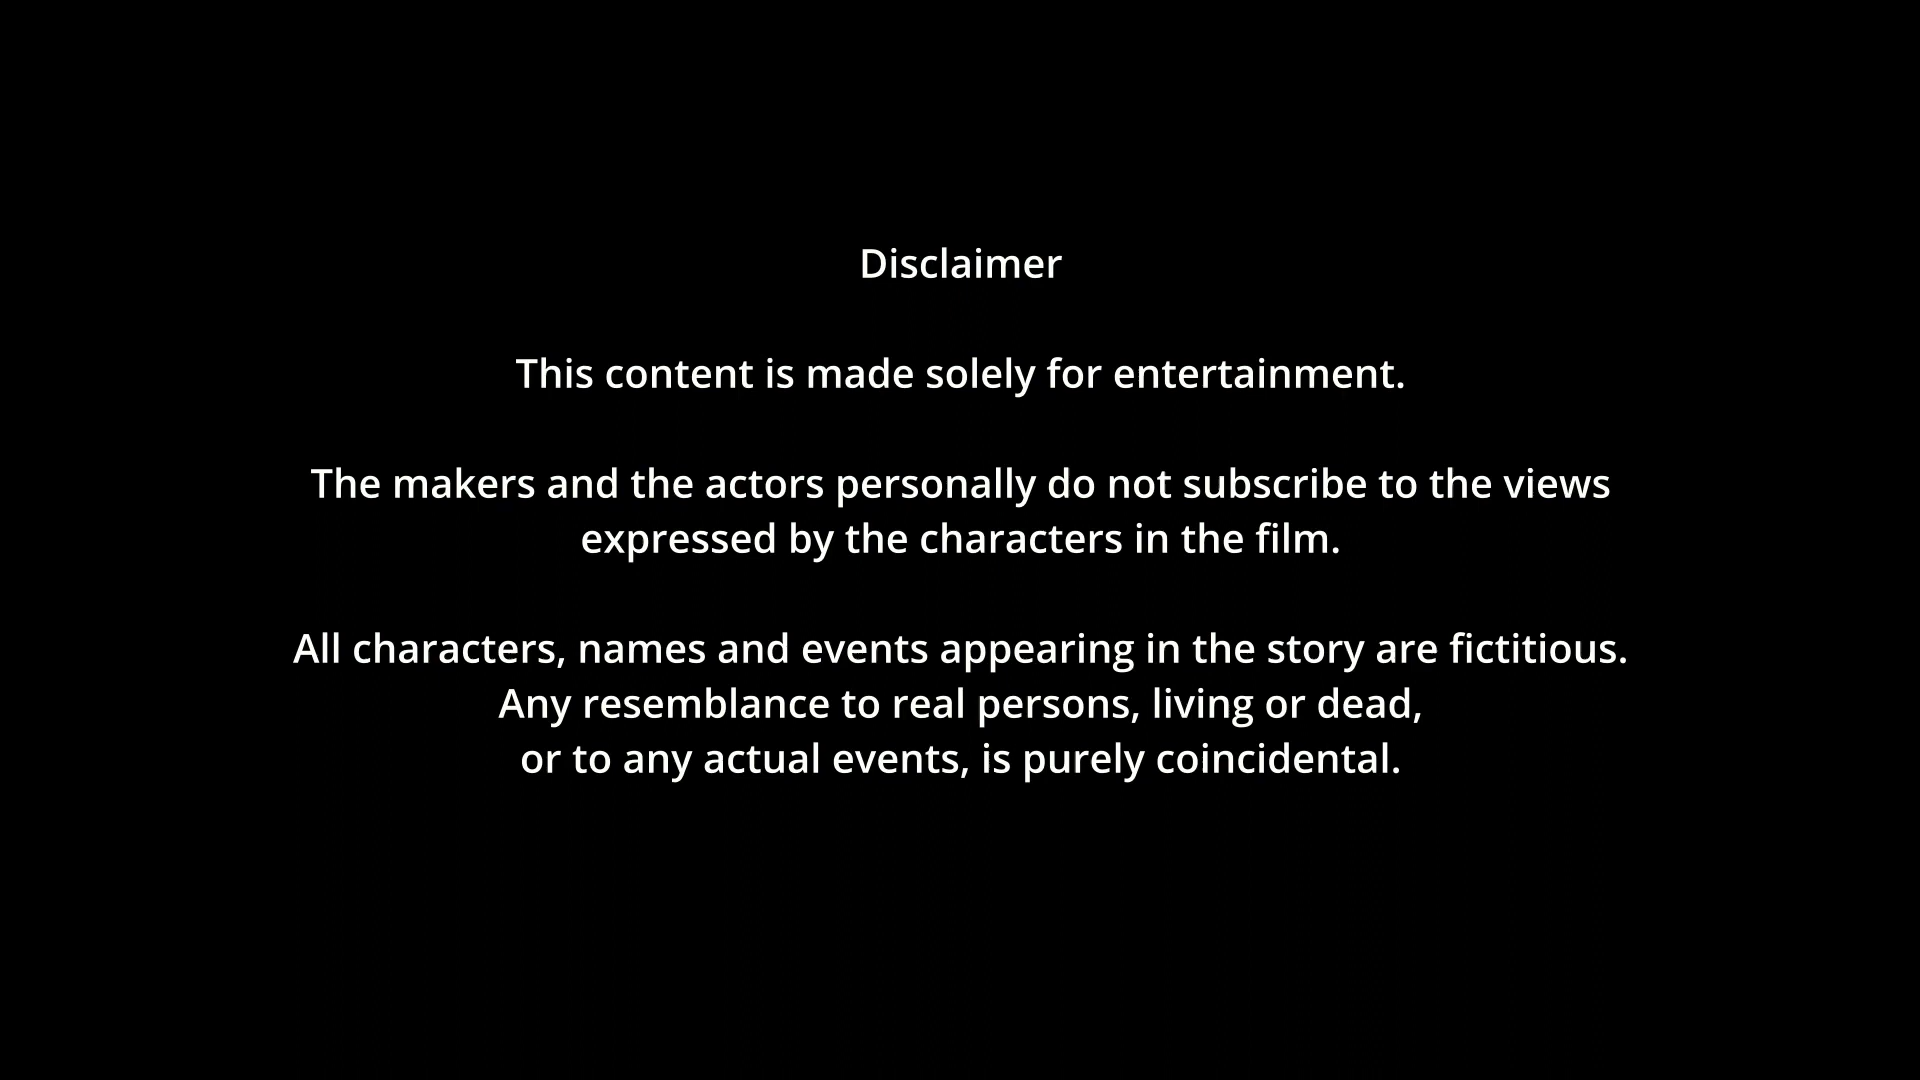 Disclaimer
This content is made solely for entertainment.
The makers and the actors personally do not subscribe to the views
expressed by the characters in the film.
All characters, names and events appearing in the story are fictitious.
Any resemblance to real persons, living or dead,
or to any actual events, is purely coincidental.